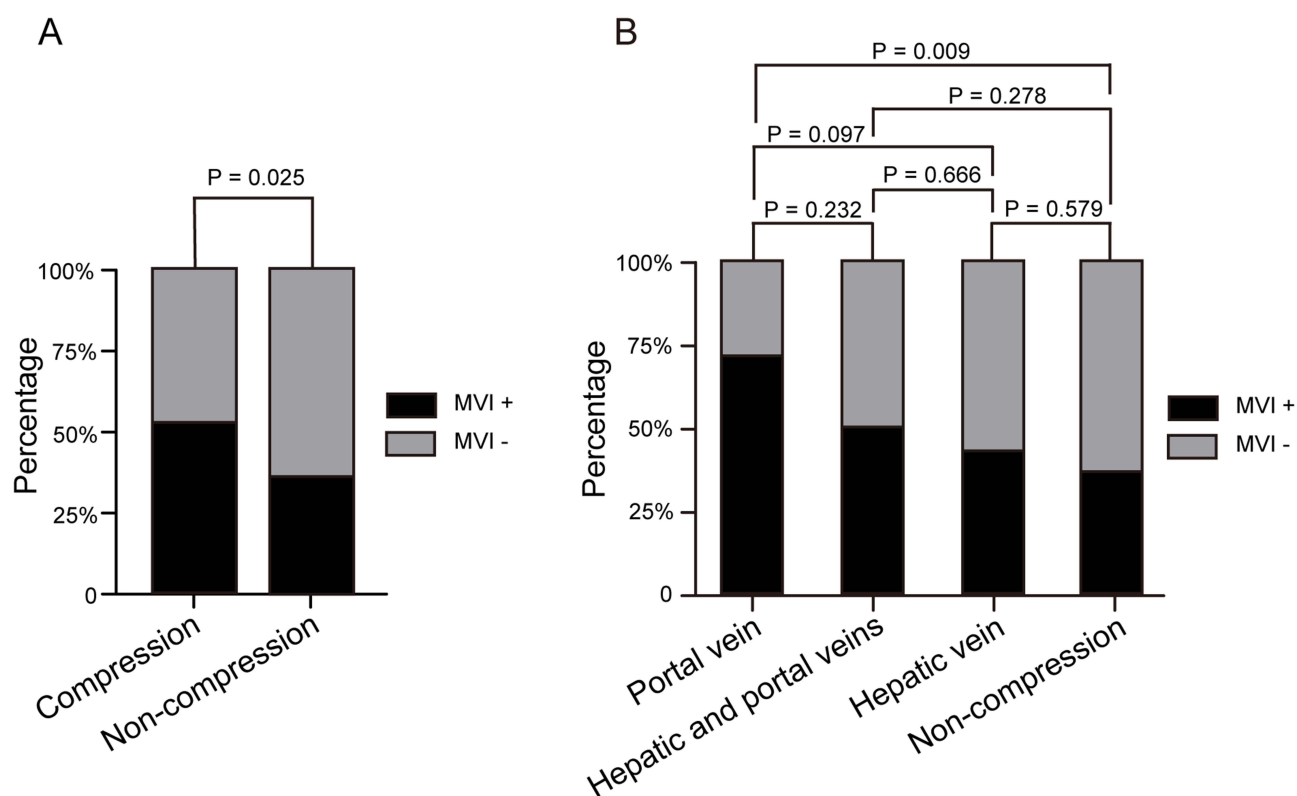 A
P = 0.025
100%
75%
50%
25%
0
Percentage
Compression
Non-compression
MVI +
MVI -
B
P = 0.009
P = 0.278
P = 0.097
P = 0.666
P = 0.232
P = 0.579
100%
75%
50%
25%
0
Percentage
Portal vein
Hepatic and portal veins
Hepatic vein
Non-compression
MVI +
MVI -